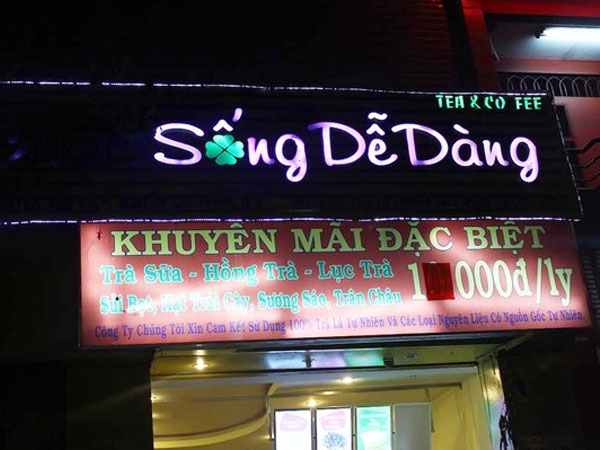 TEA & CO FEE
Sống Dễ Dàng
KHUYẾN MÃI ĐẶC BIỆT
Trà Sữa - Hồng Trà - Lục Trà
Sủi Bọt, Hạt Trái Cây, Sương Sáo, Trân Châu
1 000đ/ly
Công Ty Chúng Tôi Xin Cam Kết Sử Dụng 100% Trà Lá Tự Nhiên Và Các Loại Nguyên Liệu Có Nguồn Gốc Tự Nhiên.